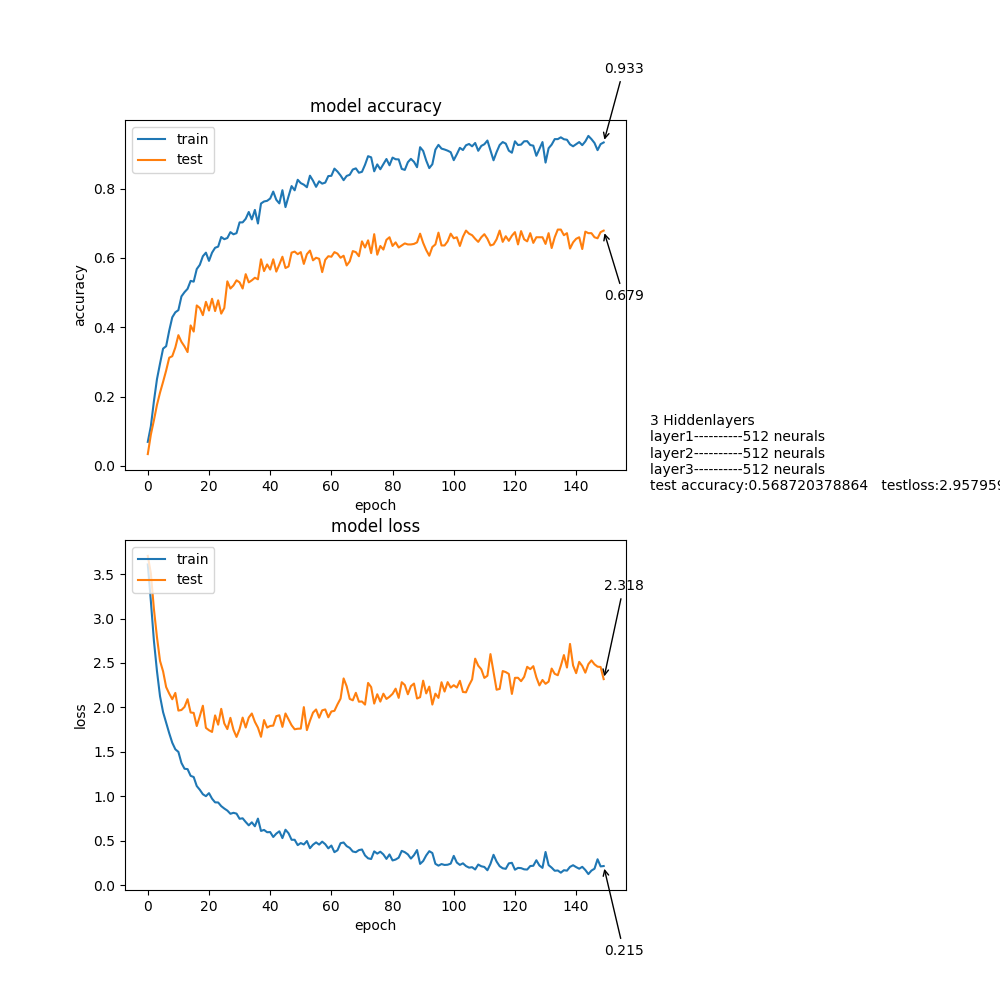 0.933
model accuracy
train
test
0.8
0.6
0.4
0.2
0.0
accuracy
0.679
0 20 40 60 80 100 120 140
epoch
3 Hiddenlayers
layer1----------512 neurals
layer2----------512 neurals
layer3----------512 neurals
test accuracy:0.568720378864 testloss:2.957959
model loss
train
test
3.5
3.0
2.5
2.0
1.5
1.0
0.5
0.0
loss
2.318
0 20 40 60 80 100 120 140
epoch
0.215